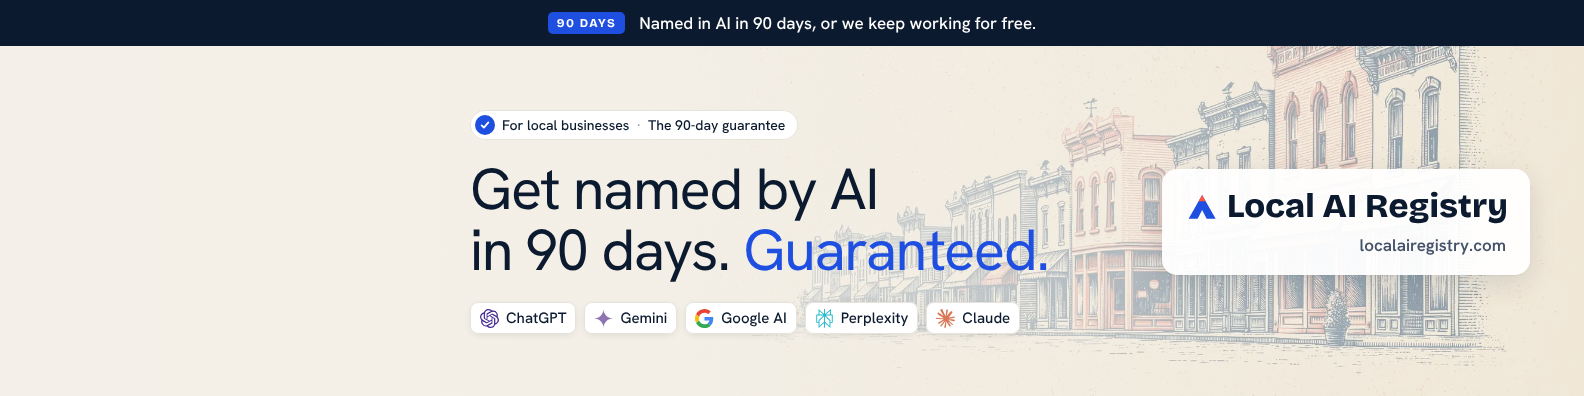 90 DAYS Named in AI in 90 days, or we keep working for free.
For local businesses · The 90-day guarantee
Get named by AI
in 90 days. Guaranteed.
ChatGPT Gemini Google AI Perplexity Claude
Local AI Registry
localairegistry.com